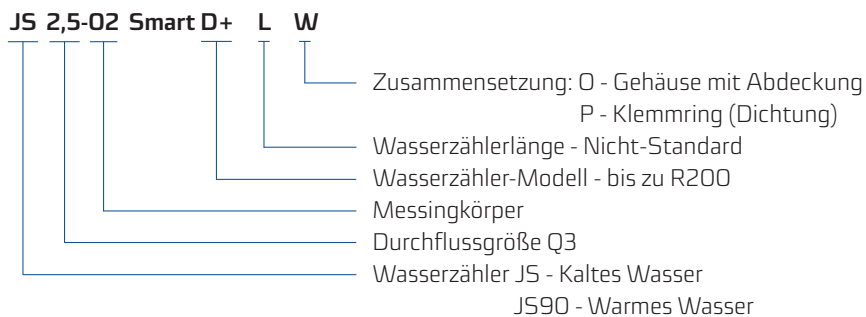 JS 2,5-02 Smart D+ L W
Zusammensetzung: O - Gehäuse mit Abdeckung
P - Klemmring (Dichtung)
Wasserzählerlänge - Nicht-Standard
Wasserzähler-Modell - bis zu R200
Messingkörper
Durchflussgröße Q3
Wasserzähler JS - Kaltes Wasser
JS90 - Warmes Wasser